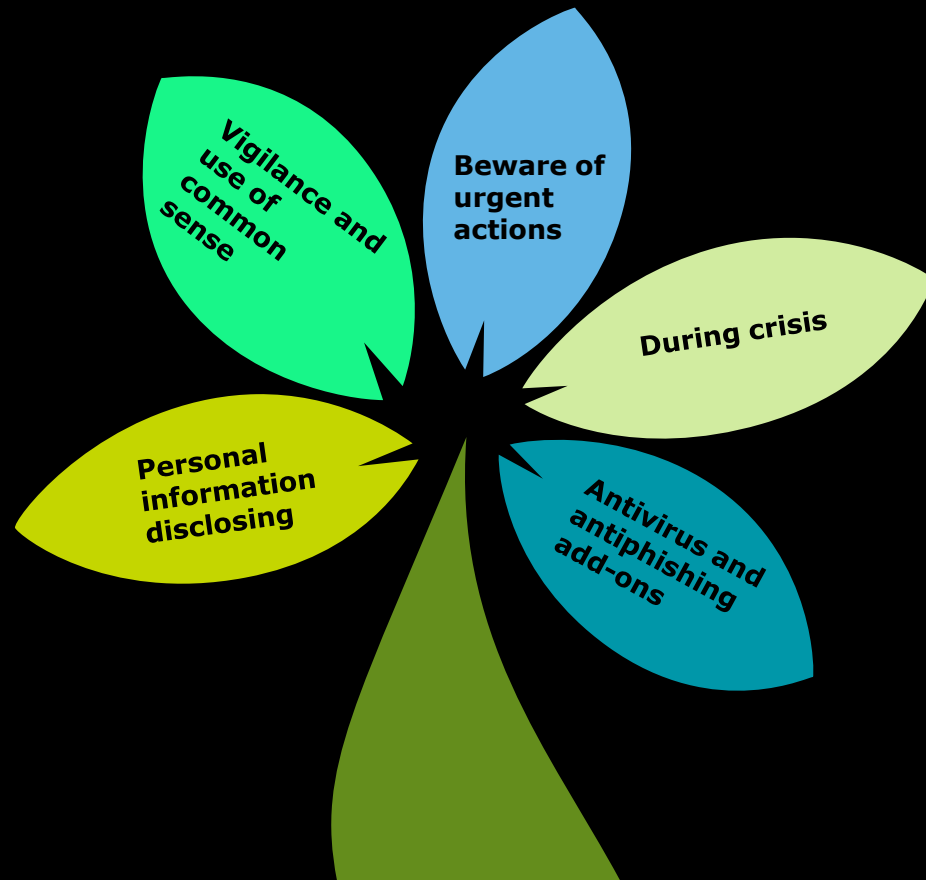 Vigilance and
use of
common
sense
Beware of
urgent
actions
During crisis
Personal
information
disclosing
Antivirus and
antiphishing
add-ons